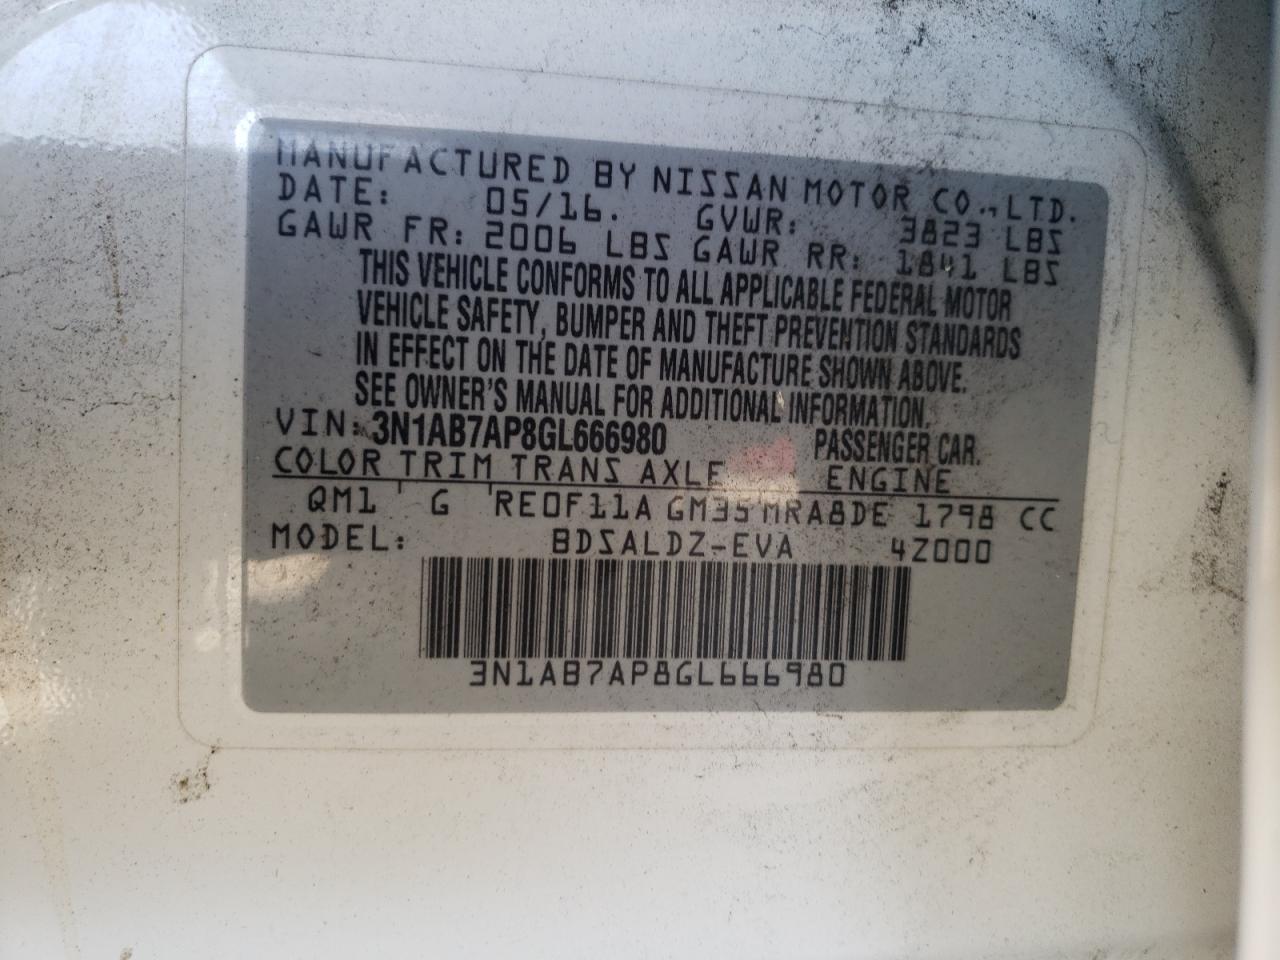 MANUFACTURED BY NISSAN MOTOR CO.,LTD.
DATE: 05/16. GVWR: 3823 LBS
GAWR FR: 2006 LBS GAWR RR: 1841 LBS
THIS VEHICLE CONFORMS TO ALL APPLICABLE FEDERAL MOTOR
VEHICLE SAFETY, BUMPER AND THEFT PREVENTION STANDARDS
IN EFFECT ON THE DATE OF MANUFACTURE SHOWN ABOVE.
SEE OWNER'S MANUAL FOR ADDITIONAL INFORMATION.
VIN: 3N1AB7AP8GL666980 PASSENGER CAR.
COLOR TRIM TRANS AXLE ENGINE
QM1 G RE0F11A GM35 MRA8DE 1798 CC
MODEL: BDSALDZ-EVA 4Z000
3N1AB7AP8GL666980